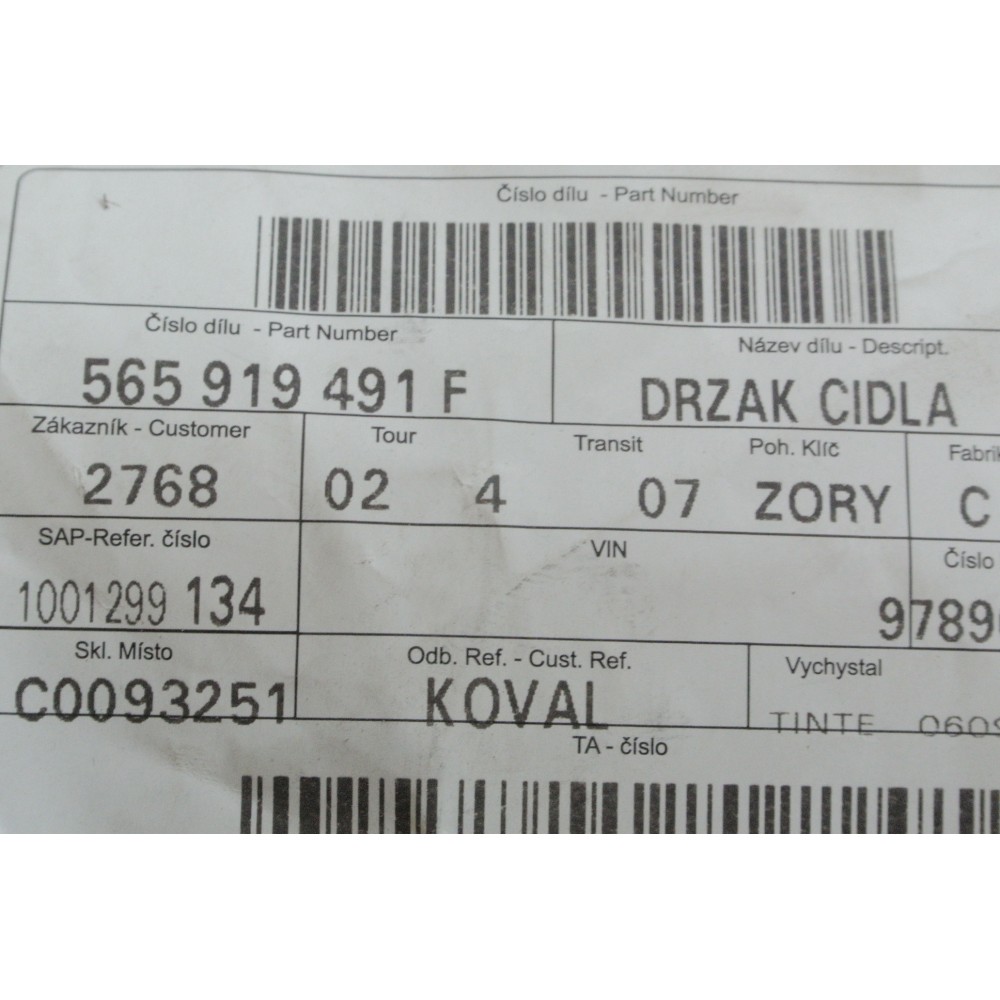 Číslo dílu - Part Number
Číslo dílu - Part Number
Název dílu - Descript.
565 919 491 F
DRZAK CIDLA
Zákazník - Customer
Tour
Transit
Poh. Klíč
2768
02 4 07 ZORY
C
SAP-Refer. číslo
VIN
Číslo
1001299 134
9789
Skl. Místo
Odb. Ref. - Cust. Ref.
Vychystal
C0093251
KOVAL
TINTE
TA - číslo